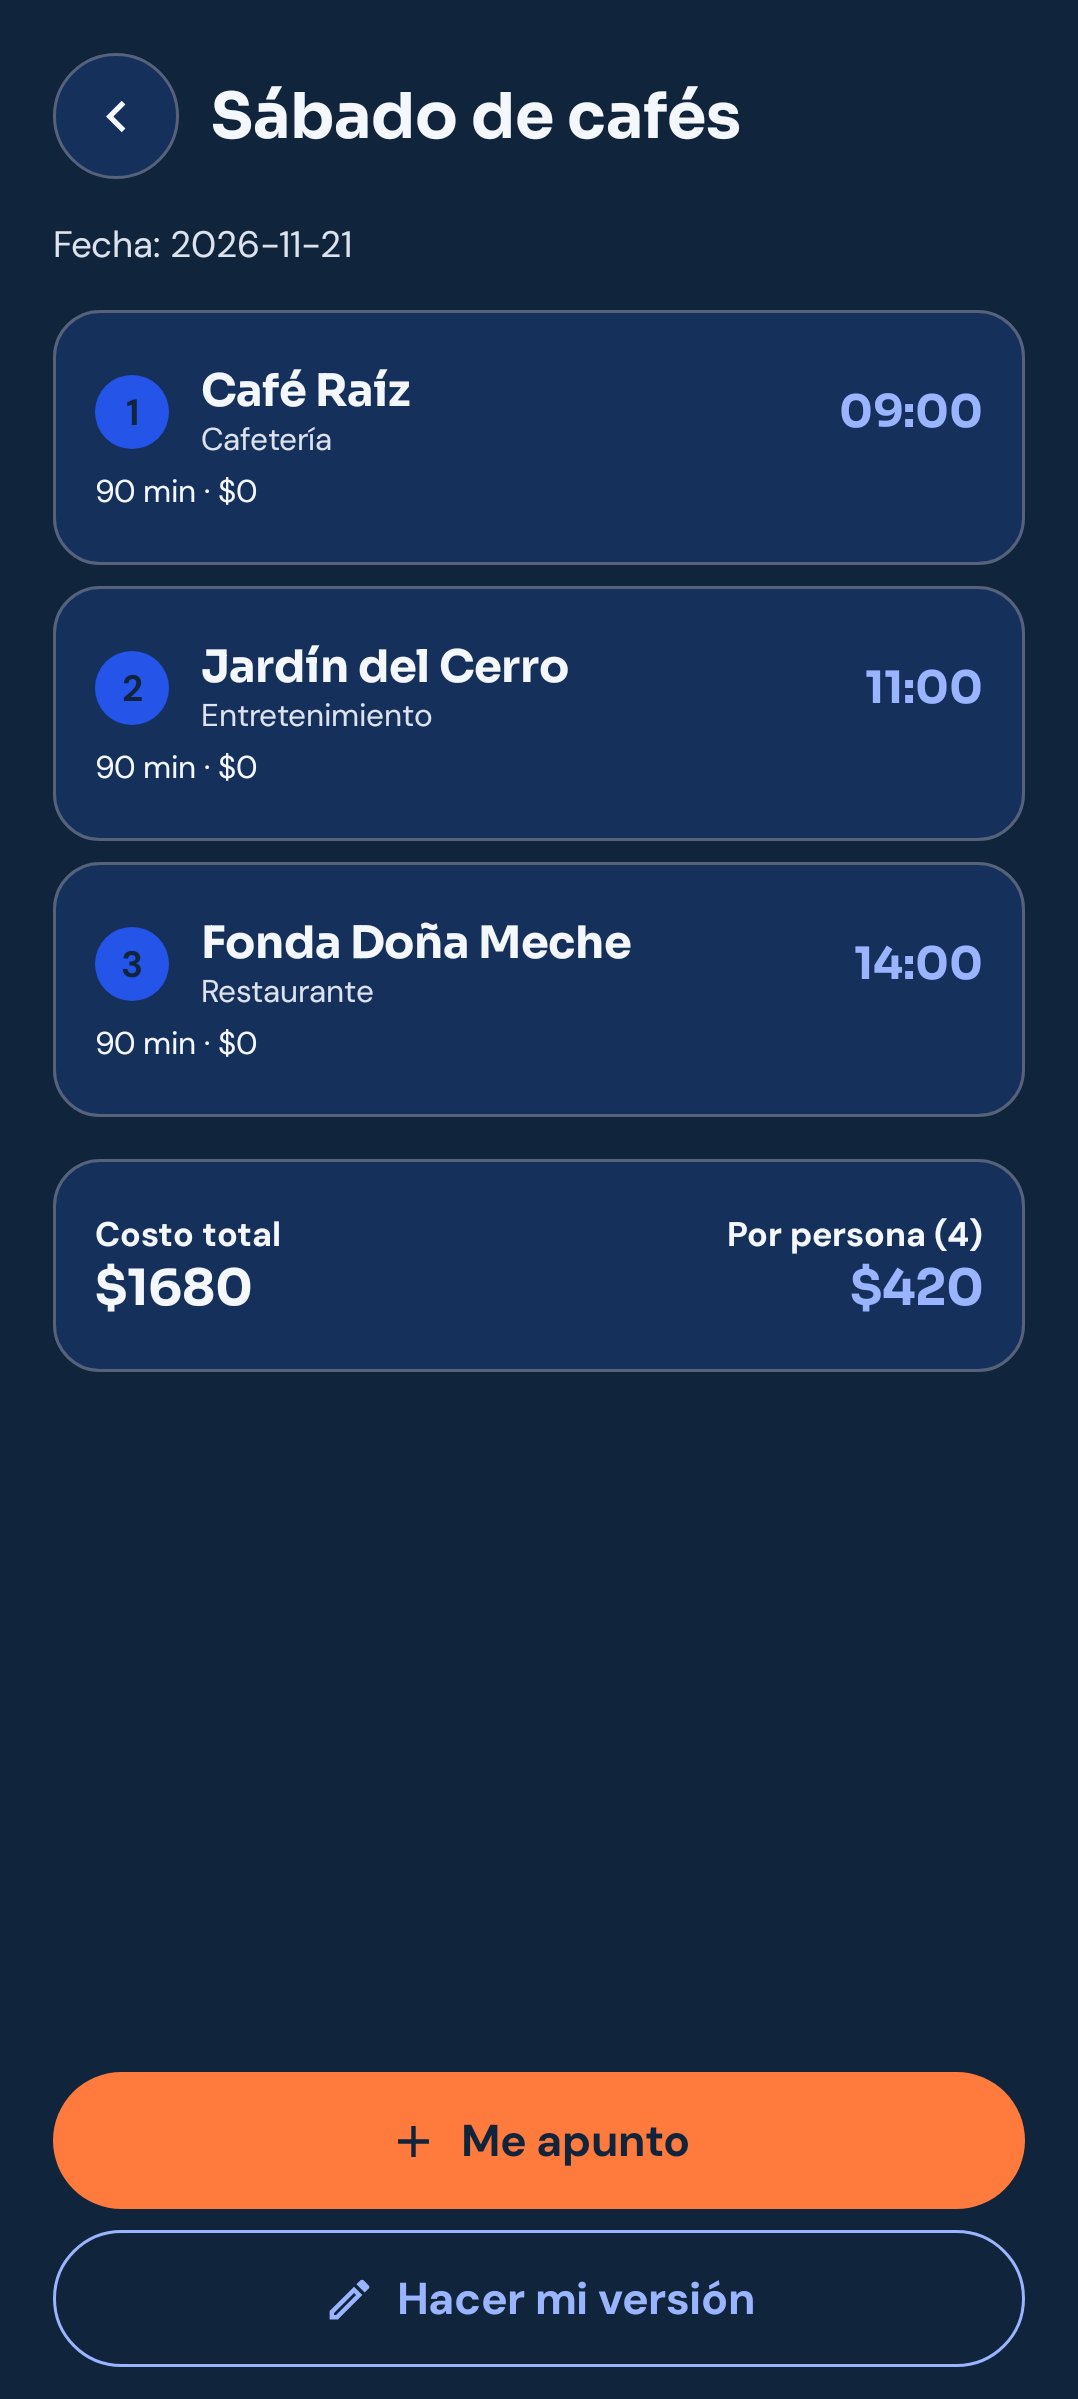 Sábado de cafés
Fecha: 2026-11-21
1 Café Raíz 09:00
Cafetería
90 min · $0
2 Jardín del Cerro 11:00
Entretenimiento
90 min · $0
3 Fonda Doña Meche 14:00
Restaurante
90 min · $0
Costo total Por persona (4)
$1680 $420
+ Me apunto
Hacer mi versión